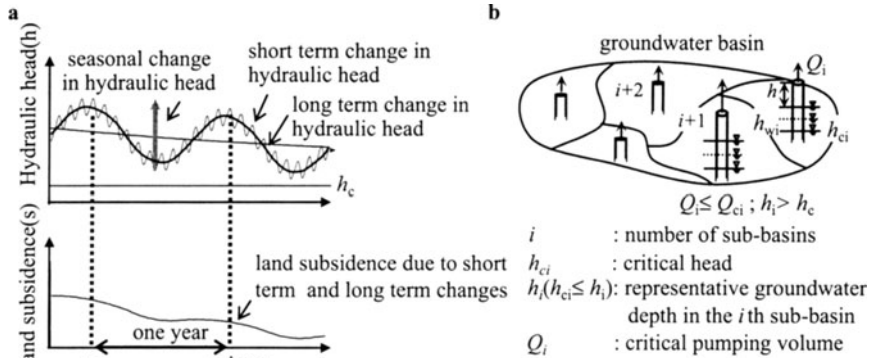 a
Hydraulic head(h)
seasonal change
in hydraulic head
short term change in
hydraulic head
long term change in
hydraulic head
h_c
and subsidence(s)
land subsidence due to short
term and long term changes
one year
b
groundwater basin
Q_i
i+2
i+1
h
h_wi
h_ci
Q_i ≤ Q_ci ; h_i > h_c
i : number of sub-basins
h_ci : critical head
h_i(h_ci ≤ h_i): representative groundwater
depth in the i th sub-basin
Q_i : critical pumping volume